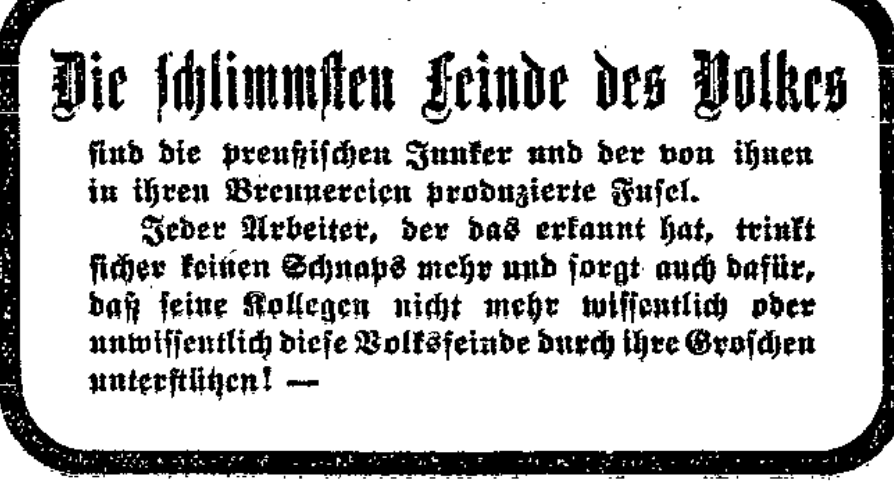 Die schlimmsten Feinde des Volkes
sind die preußischen Junker und der von ihnen
in ihren Brennereien produzierte Fusel.
Jeder Arbeiter, der das erkannt hat, trinkt
sicher keinen Schnaps mehr und sorgt auch dafür,
daß seine Kollegen nicht mehr wissentlich oder
unwissentlich diese Volksfeinde durch ihre Groschen
unterstützen! —